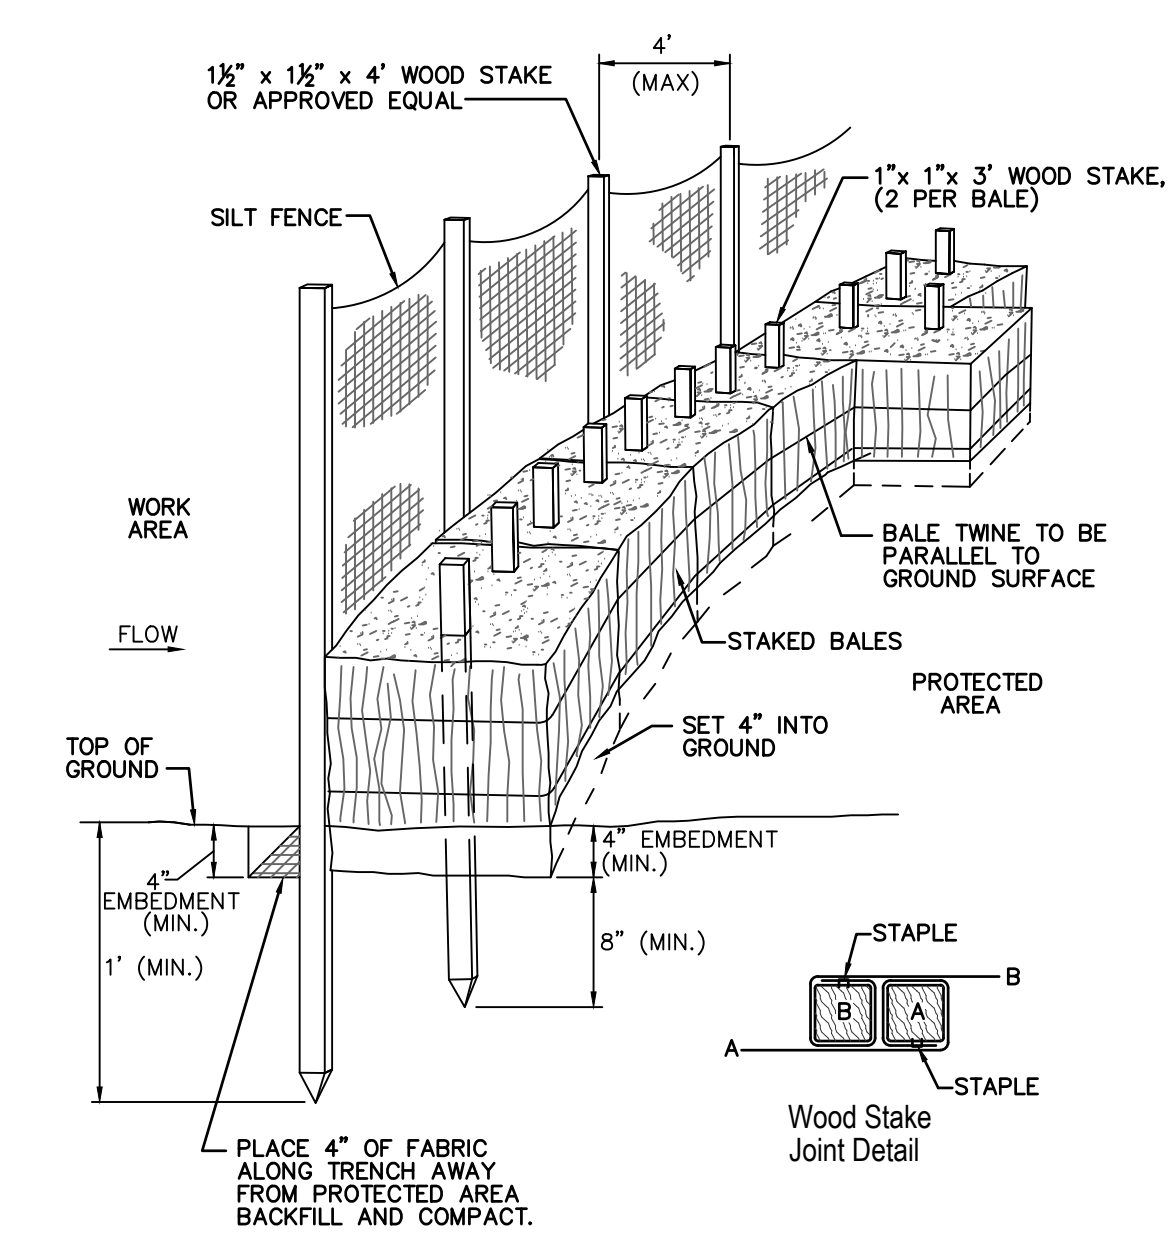 4'
(MAX)
1½" x 1½" x 4' WOOD STAKE
OR APPROVED EQUAL
1"x 1"x 3' WOOD STAKE,
(2 PER BALE)
SILT FENCE
WORK
AREA
BALE TWINE TO BE
PARALLEL TO
GROUND SURFACE
FLOW
STAKED BALES
PROTECTED
AREA
SET 4" INTO
GROUND
TOP OF
GROUND
4" EMBEDMENT
(MIN.)
4"
EMBEDMENT
(MIN.)
1' (MIN.)
8" (MIN.)
STAPLE
B
B
A
A
STAPLE
Wood Stake
Joint Detail
PLACE 4" OF FABRIC
ALONG TRENCH AWAY
FROM PROTECTED AREA
BACKFILL AND COMPACT.